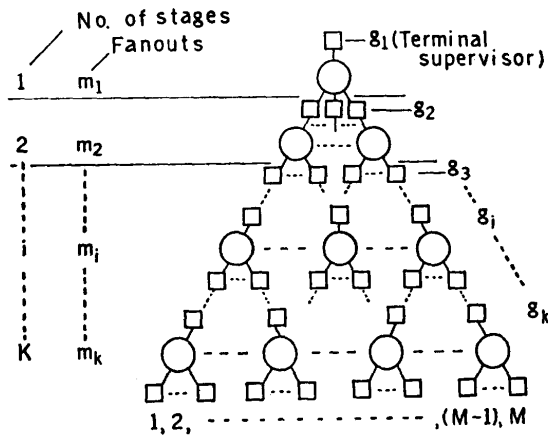 No. of stages
Fanouts
g₁ (Terminal supervisor)
1 m₁
g₂
2 m₂
g₃
i mᵢ gᵢ
gₖ
K mₖ
1, 2, - - - - - - - - - - , (M-1), M